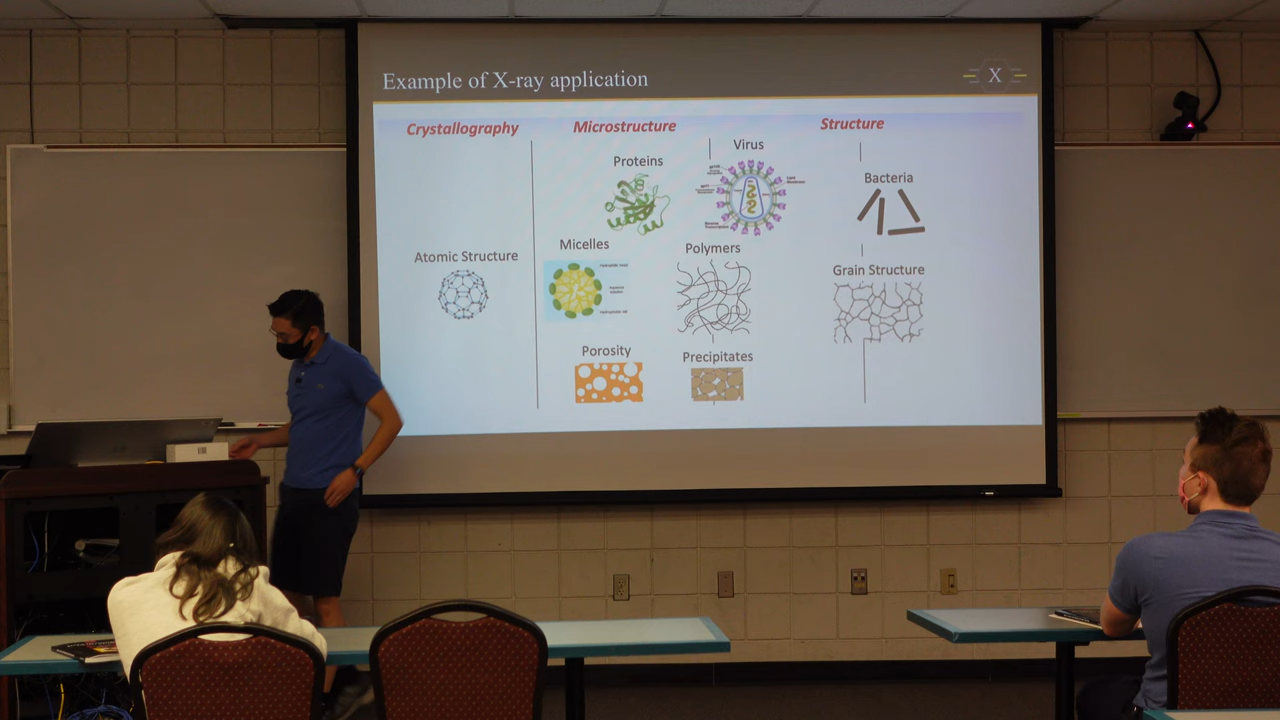 Example of X-ray application
X
Crystallography
Microstructure
Structure
Virus
Proteins
Bacteria
Micelles
Polymers
Atomic Structure
Grain Structure
Porosity
Precipitates